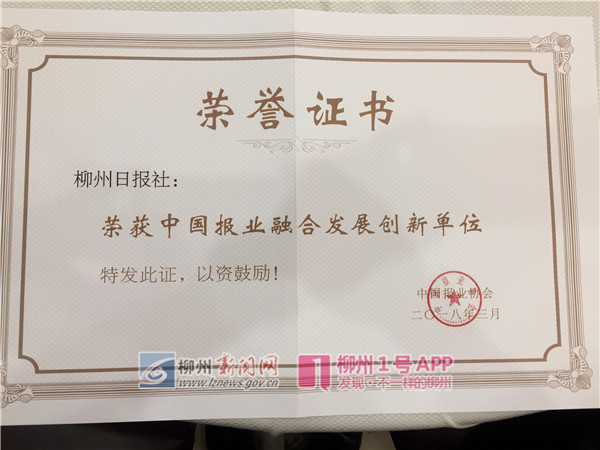 荣誉证书
柳州日报社：
荣获中国报业融合发展创新单位
特发此证，以资鼓励！
中国报业协会
二〇一八年三月
柳州新闻网
www.lznews.gov.cn
柳州1号APP
发现·不一样的柳州